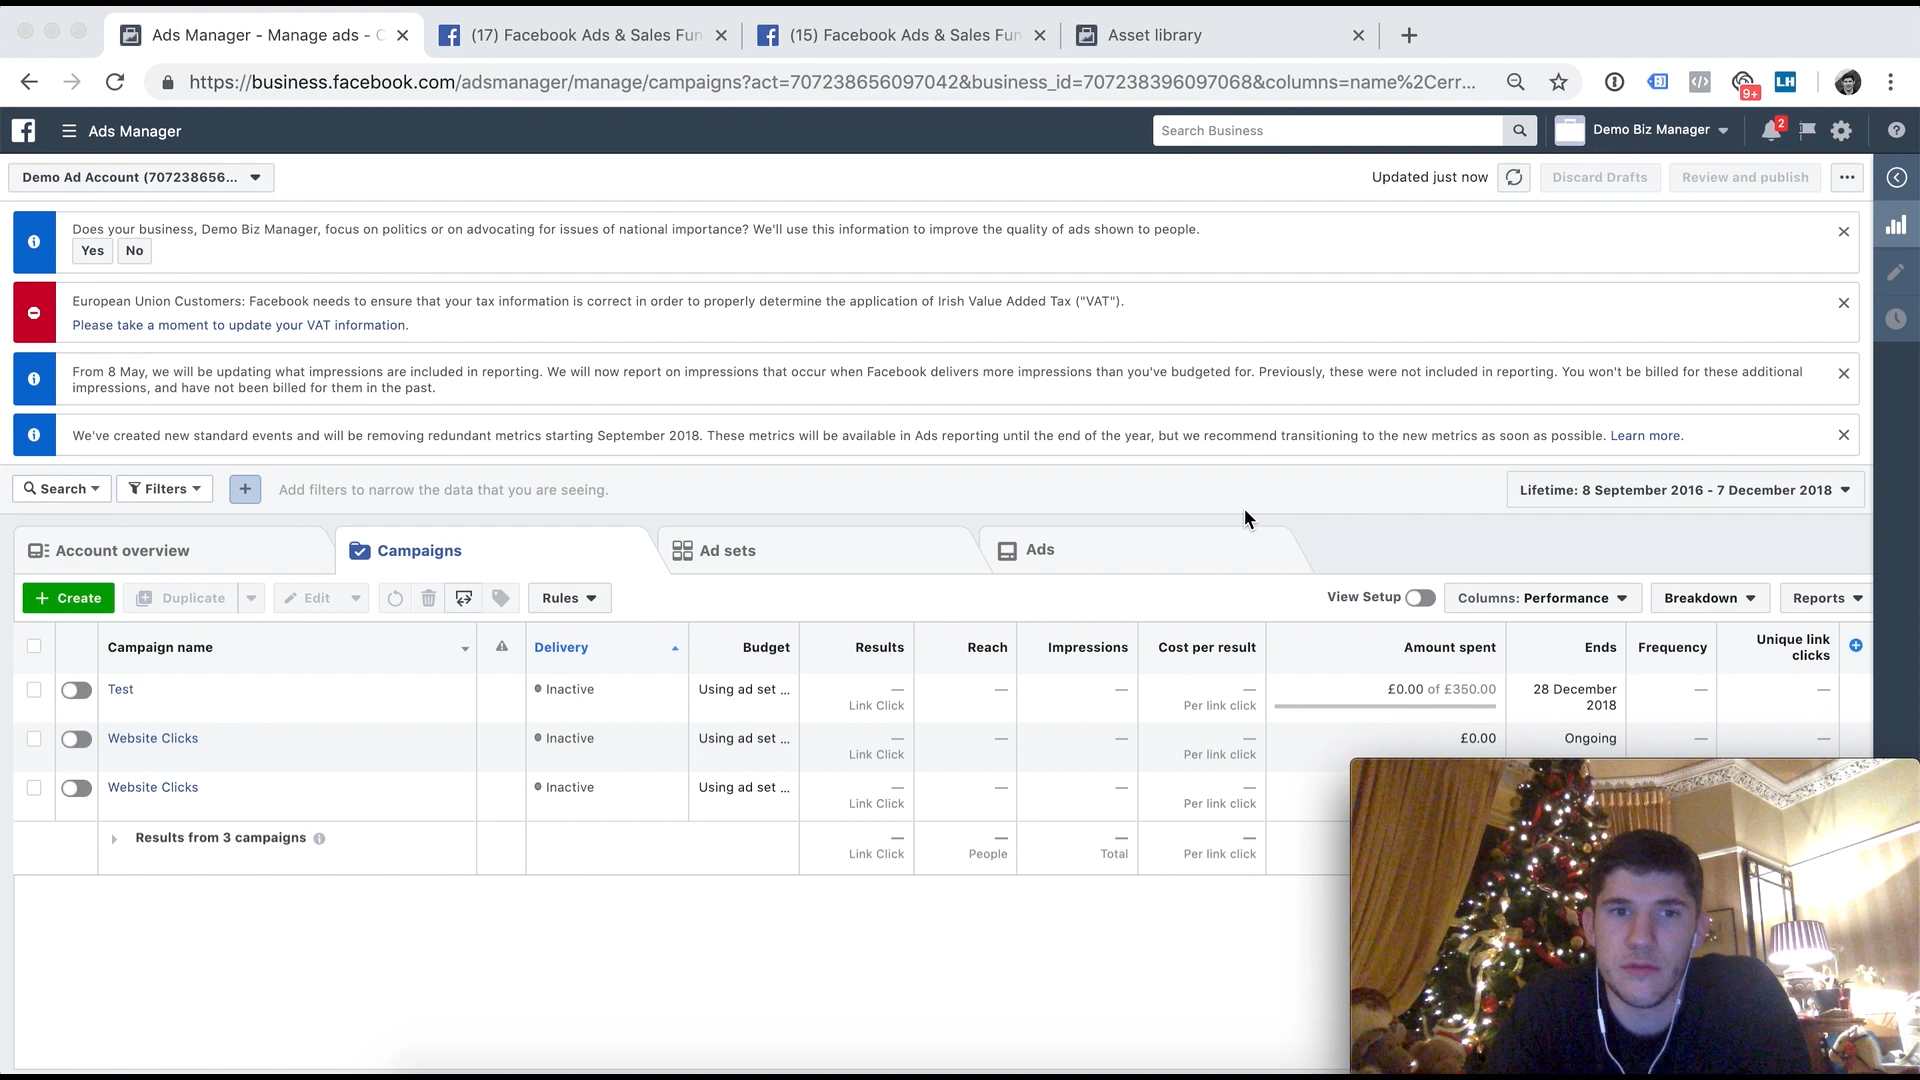 Ads Manager - Manage ads - C
(17) Facebook Ads & Sales Fun
(15) Facebook Ads & Sales Fun
Asset library
https://business.facebook.com/adsmanager/manage/campaigns?act=707238656097042&business_id=707238396097068&columns=name%2Cerr...
9+
LH
Ads Manager
Search Business
Demo Biz Manager
2
Demo Ad Account (707238656...
Updated just now
Discard Drafts
Review and publish
Does your business, Demo Biz Manager, focus on politics or on advocating for issues of national importance? We'll use this information to improve the quality of ads shown to people.
Yes
No
European Union Customers: Facebook needs to ensure that your tax information is correct in order to properly determine the application of Irish Value Added Tax ("VAT").
Please take a moment to update your VAT information.
From 8 May, we will be updating what impressions are included in reporting. We will now report on impressions that occur when Facebook delivers more impressions than you've budgeted for. Previously, these were not included in reporting. You won't be billed for these additional
impressions, and have not been billed for them in the past.
We've created new standard events and will be removing redundant metrics starting September 2018. These metrics will be available in Ads reporting until the end of the year, but we recommend transitioning to the new metrics as soon as possible. Learn more.
Search
Filters
Add filters to narrow the data that you are seeing.
Lifetime: 8 September 2016 - 7 December 2018
Account overview
Campaigns
Ad sets
Ads
+ Create
Duplicate
Edit
Rules
View Setup
Columns: Performance
Breakdown
Reports
Campaign name
Delivery
Budget
Results
Reach
Impressions
Cost per result
Amount spent
Ends
Frequency
Unique link
clicks
Test
Inactive
Using ad set ...
—
—
—
—
£0.00 of £350.00
28 December
—
—
Link Click
Per link click
2018
Website Clicks
Inactive
Using ad set ...
—
—
—
—
£0.00
Ongoing
—
—
Link Click
Per link click
Website Clicks
Inactive
Using ad set ...
—
—
—
—
Link Click
Per link click
Results from 3 campaigns
—
—
—
—
Link Click
People
Total
Per link click